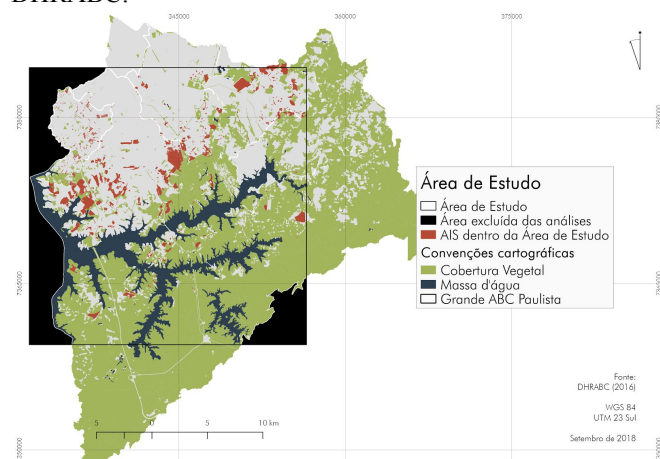 DHRABC.
345000
360000
375000
7380000
7380000
Área de Estudo
Área de Estudo
Área excluída das análises
AIS dentro da Área de Estudo
Convenções cartográficas
Cobertura Vegetal
Massa d'água
Grande ABC Paulista
7365000
Fonte:
DHRABC (2016)
WGS 84
UTM 23 Sul
Setembro de 2018
5 0 5 10 km